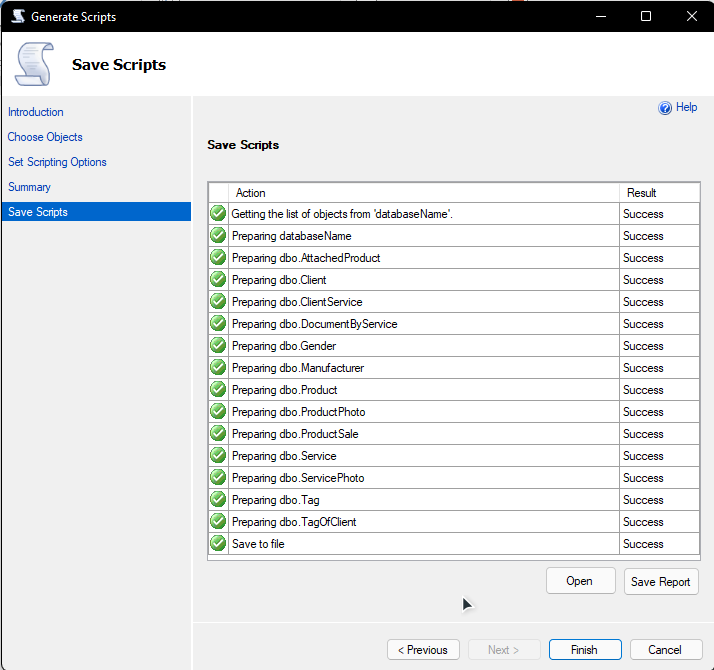 Generate Scripts
Save Scripts
Introduction
Choose Objects
Set Scripting Options
Summary
Save Scripts
Help
Save Scripts
Action Result
Getting the list of objects from 'databaseName'. Success
Preparing databaseName Success
Preparing dbo.AttachedProduct Success
Preparing dbo.Client Success
Preparing dbo.ClientService Success
Preparing dbo.DocumentByService Success
Preparing dbo.Gender Success
Preparing dbo.Manufacturer Success
Preparing dbo.Product Success
Preparing dbo.ProductPhoto Success
Preparing dbo.ProductSale Success
Preparing dbo.Service Success
Preparing dbo.ServicePhoto Success
Preparing dbo.Tag Success
Preparing dbo.TagOfClient Success
Save to file Success
Open Save Report
< Previous Next > Finish Cancel